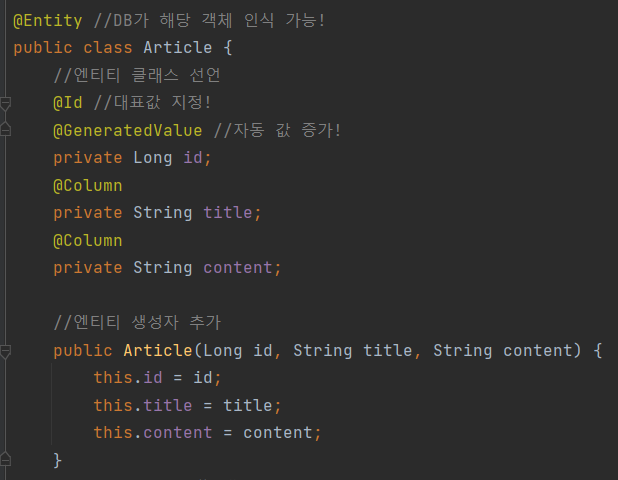 @Entity //DB가 해당 객체 인식 가능!
public class Article {
//엔티티 클래스 선언
@Id //대표값 지정!
@GeneratedValue //자동 값 증가!
private Long id;
@Column
private String title;
@Column
private String content;
//엔티티 생성자 추가
public Article(Long id, String title, String content) {
this.id = id;
this.title = title;
this.content = content;
}